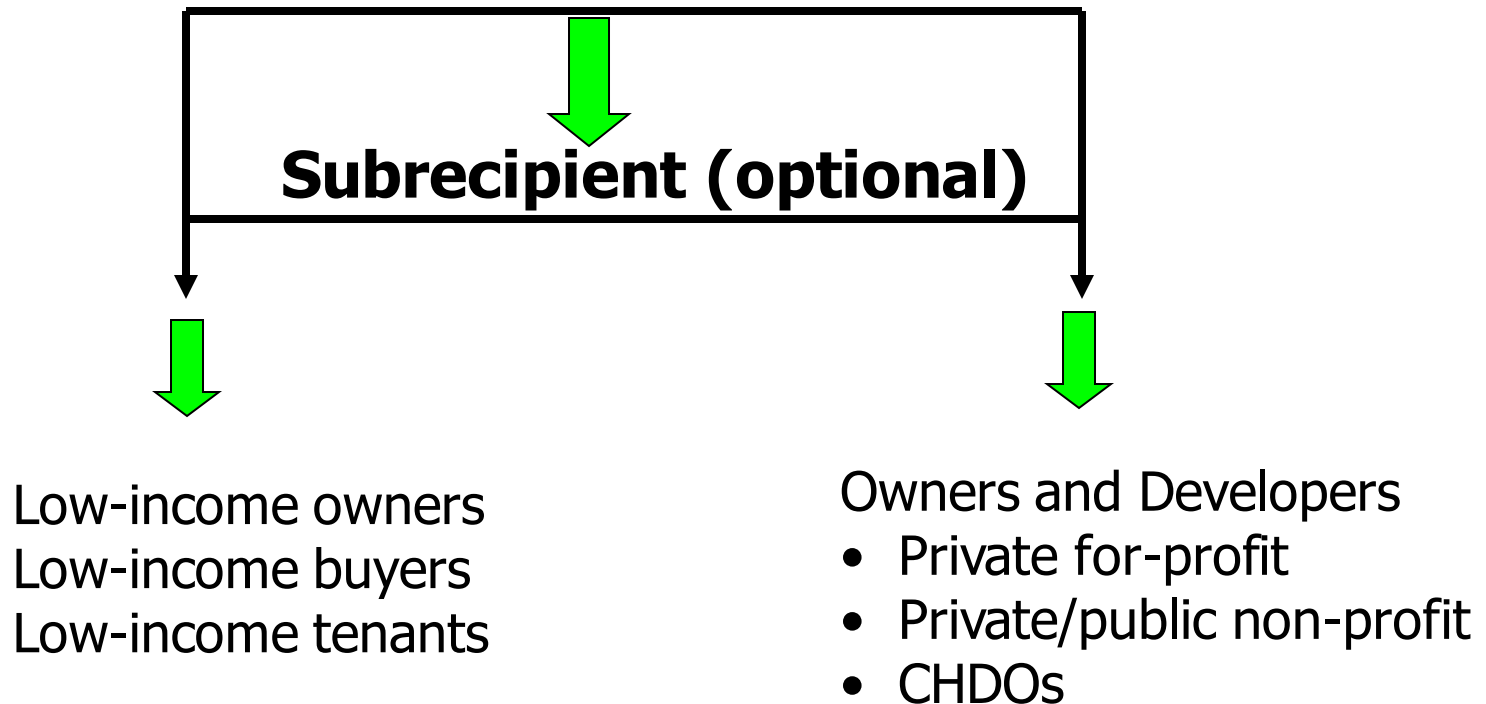 Subrecipient (optional)
Low-income owners
Low-income buyers
Low-income tenants
Owners and Developers
• Private for-profit
• Private/public non-profit
• CHDOs